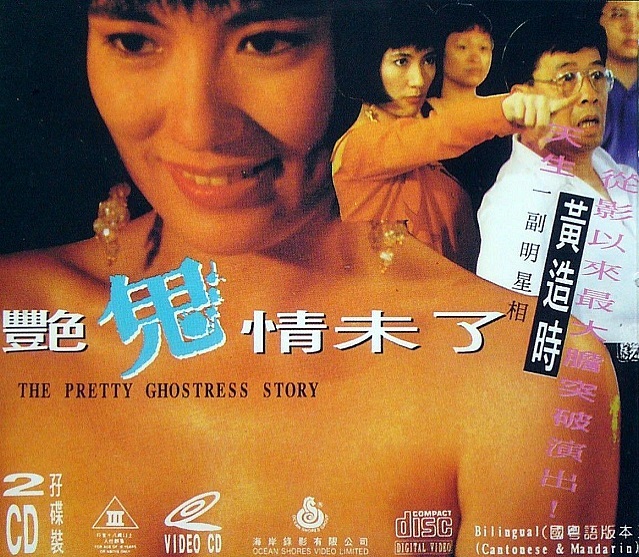 天生一副明星相
黃造時
從影以來最大膽突破演出!
艷鬼情未了
THE PRETTY GHOSTRESS STORY
2CD
孖碟裝
III
VIDEO CD
海岸錄影有限公司
OCEAN SHORES VIDEO LIMITED
COMPACT
disc
DIGITAL VIDEO
Bilingual(國粵語版本
(Cantonese & Mandarin)